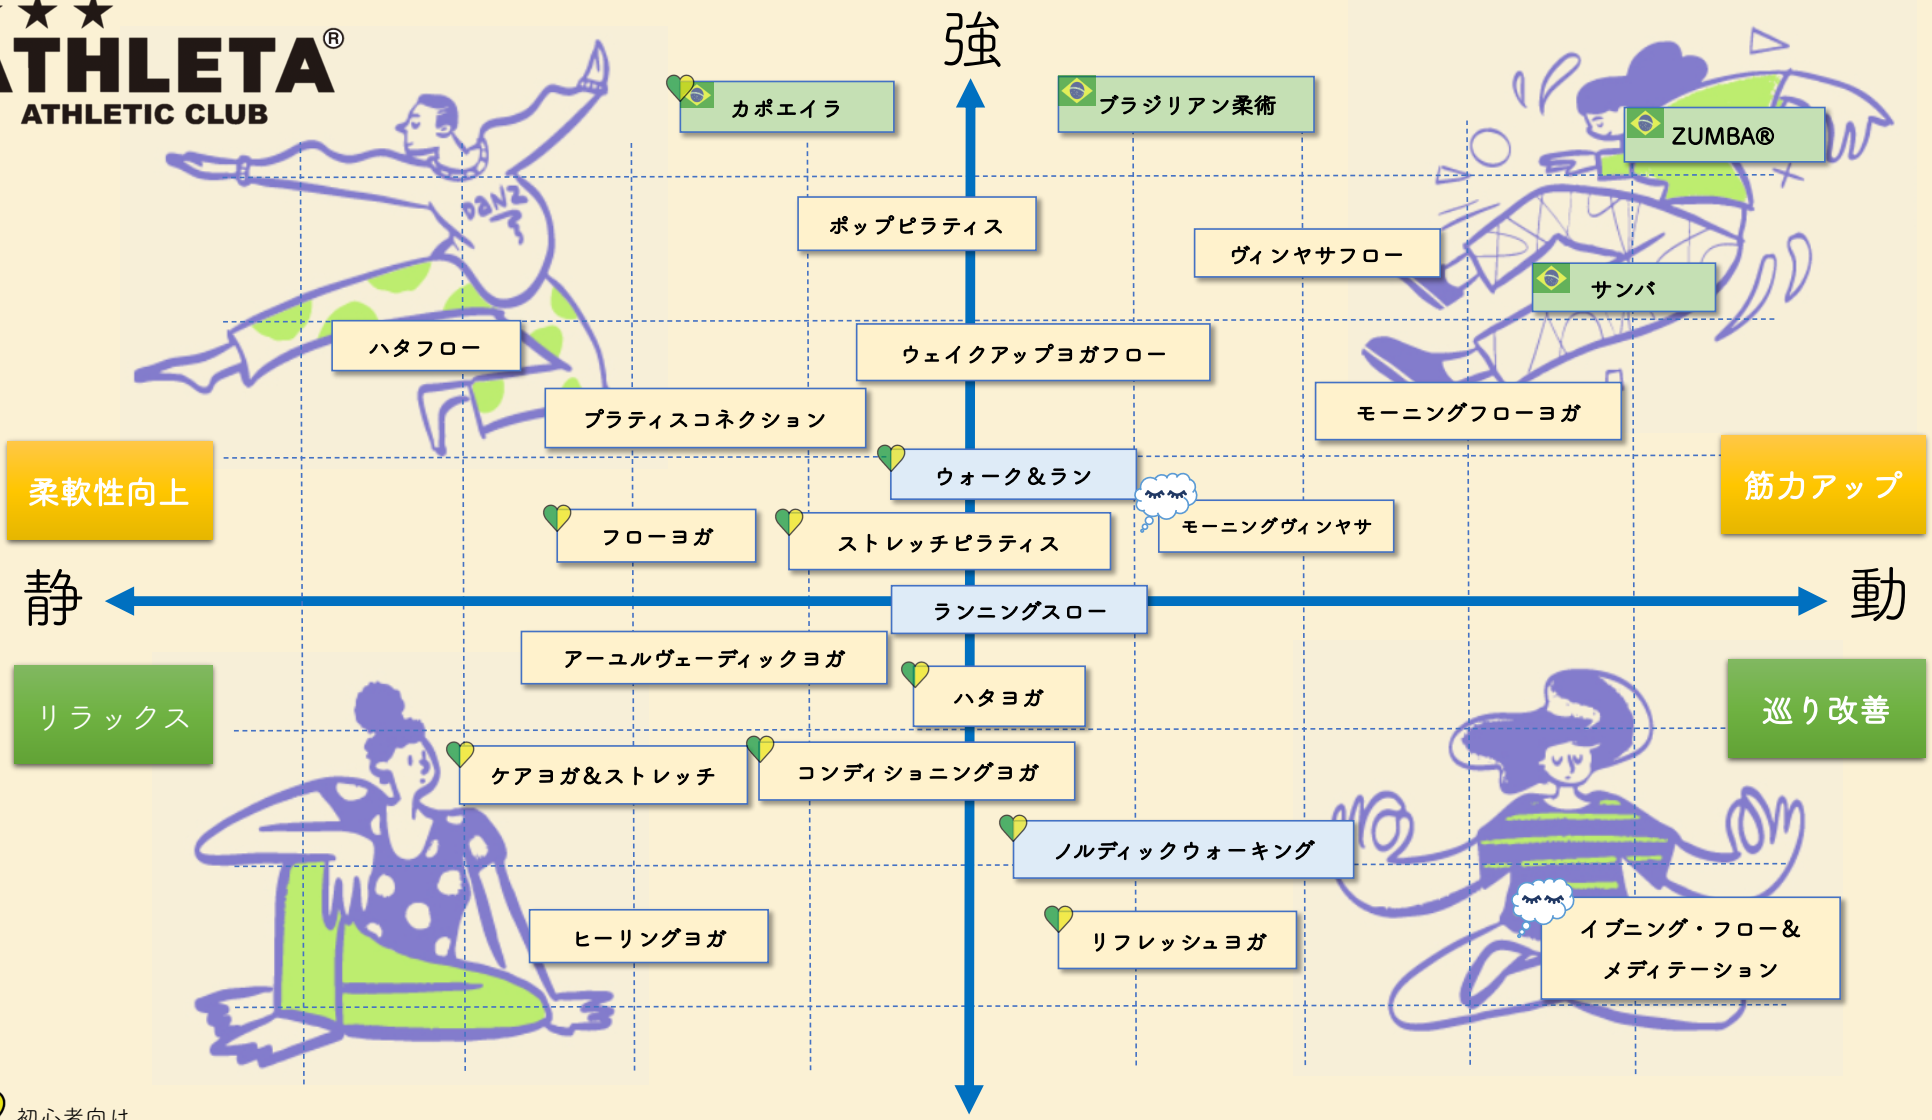 ATHLETA®
ATHLETIC CLUB
強
カポエイラ
ブラジリアン柔術
ZUMBA®
DANZ
ポップピラティス
ヴィンヤサフロー
サンバ
ハタフロー
ウェイクアップヨガフロー
プラティスコネクション
モーニングフローヨガ
柔軟性向上
ウォーク&ラン
筋力アップ
フローヨガ
ストレッチピラティス
モーニングヴィンヤサ
静
ランニングスロー
動
アーユルヴェーディックヨガ
リラックス
ハタヨガ
巡り改善
ケアヨガ&ストレッチ
コンディショニングヨガ
ノルディックウォーキング
ヒーリングヨガ
リフレッシュヨガ
イブニング・フロー&
メディテーション
初心者向け